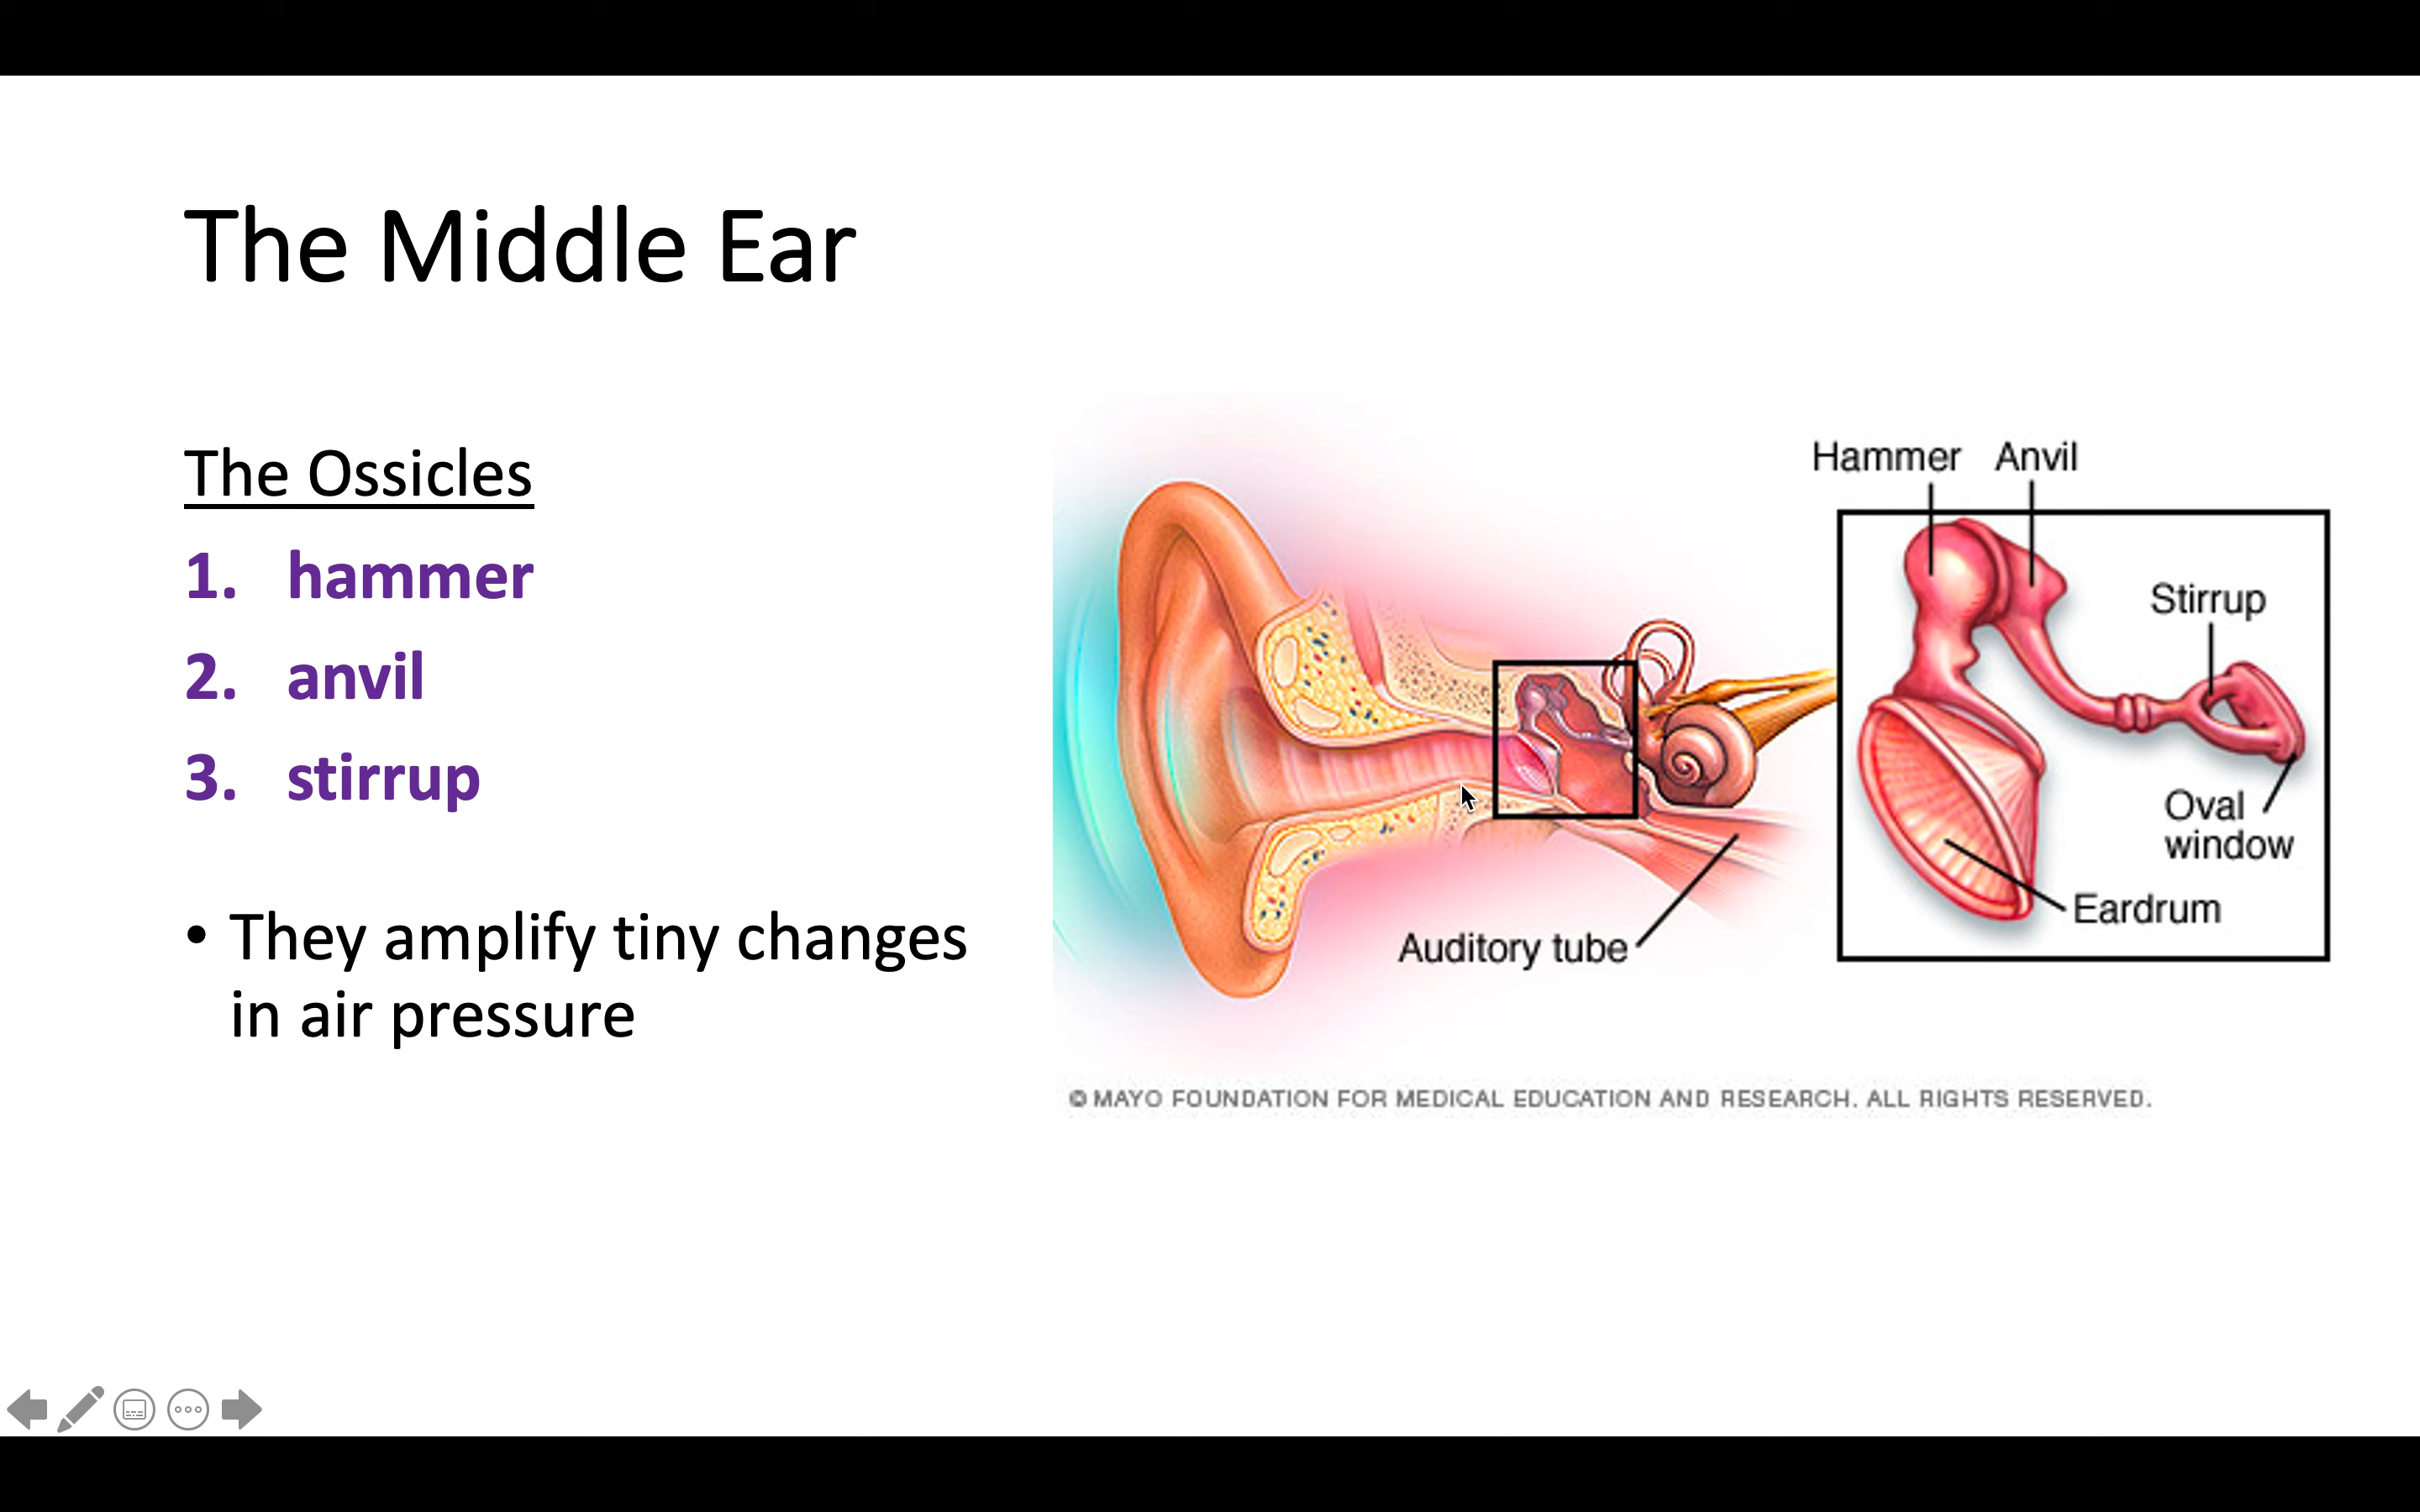 The Middle Ear
The Ossicles
1. hammer
2. anvil
3. stirrup
• They amplify tiny changes
in air pressure
Hammer Anvil
Stirrup
Oval
window
Eardrum
Auditory tube
© MAYO FOUNDATION FOR MEDICAL EDUCATION AND RESEARCH. ALL RIGHTS RESERVED.